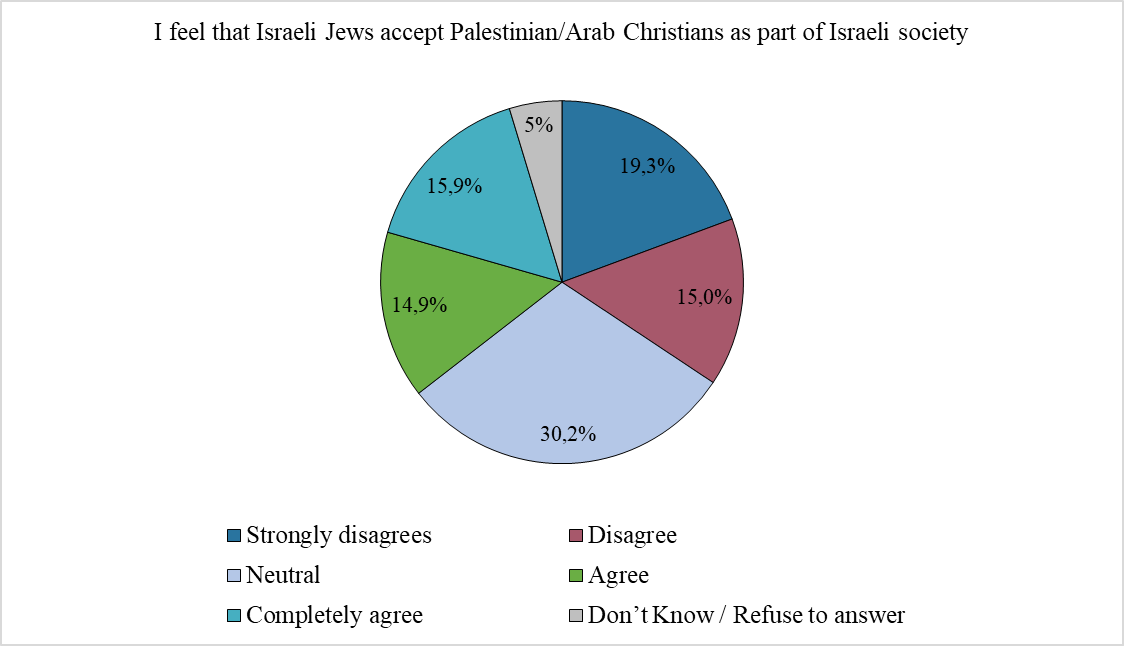 I feel that Israeli Jews accept Palestinian/Arab Christians as part of Israeli society
5%
19,3%
15,9%
15,0%
14,9%
30,2%
Strongly disagrees
Disagree
Neutral
Agree
Completely agree
Don’t Know / Refuse to answer